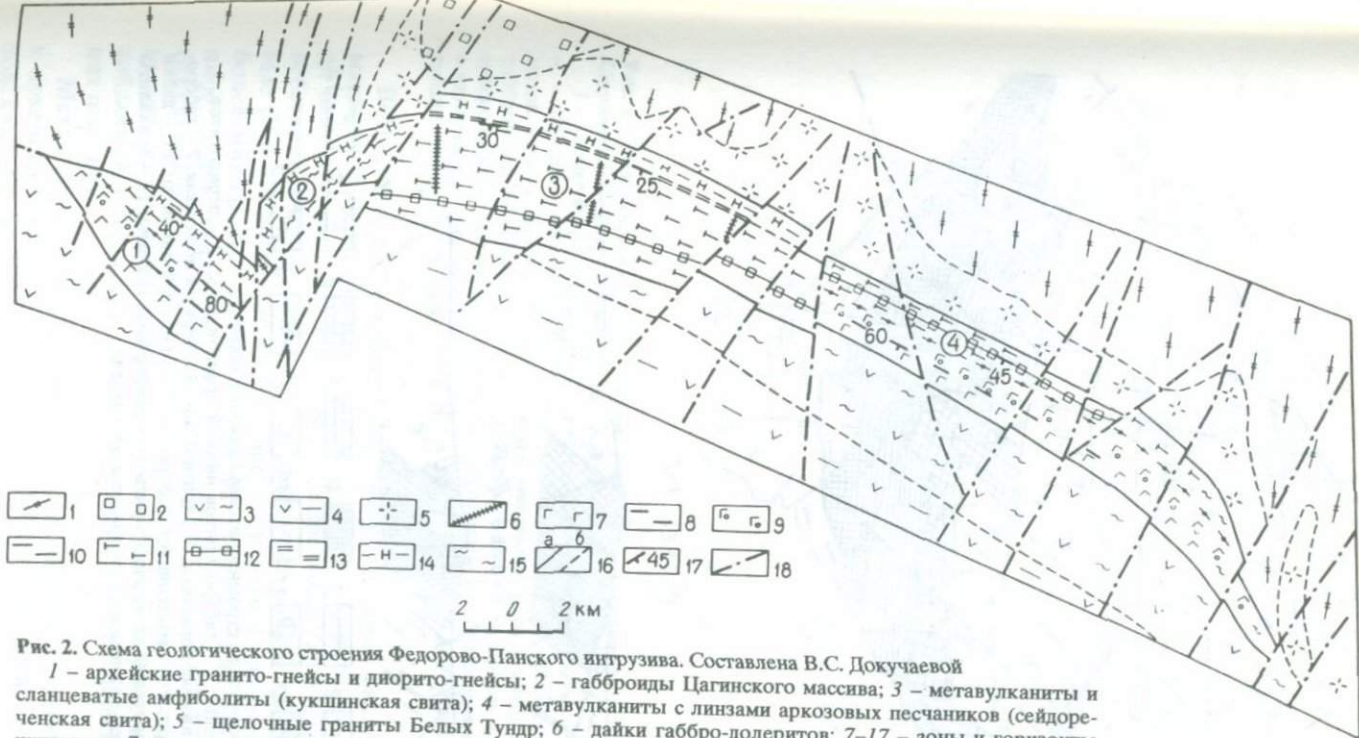 30
2
3
25
40
1
80
60
4
45
1 2 3 4 5 6 7 8 9
а б
10 11 12 13 14 15 16 45 17 18
2 0 2 км
Рис. 2. Схема геологического строения Федорово-Панского интрузива. Составлена В.С. Докучаевой
1 – архейские гранито-гнейсы и диорито-гнейсы; 2 – габброиды Цагинского массива; 3 – метавулканиты и
сланцеватые амфиболиты (кукшинская свита); 4 – метавулканиты с линзами аркозовых песчаников (сейдоре-
ченская свита); 5 – щелочные граниты Белых Тундр; 6 – дайки габбро-долеритов; 7–17 – зоны и горизонты